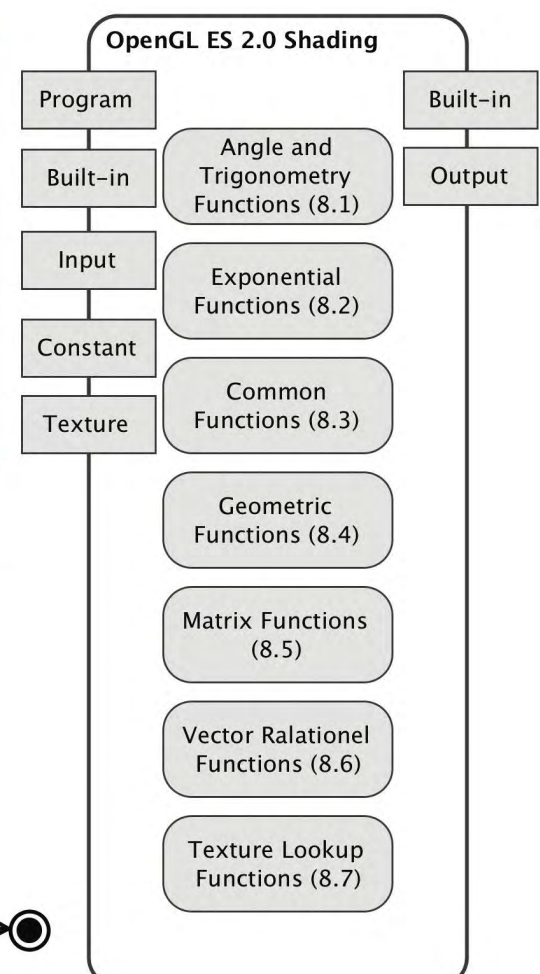 OpenGL ES 2.0 Shading
Program
Built-in
Input
Constant
Texture
Built-in
Output
Angle and
Trigonometry
Functions (8.1)
Exponential
Functions (8.2)
Common
Functions (8.3)
Geometric
Functions (8.4)
Matrix Functions
(8.5)
Vector Ralationel
Functions (8.6)
Texture Lookup
Functions (8.7)